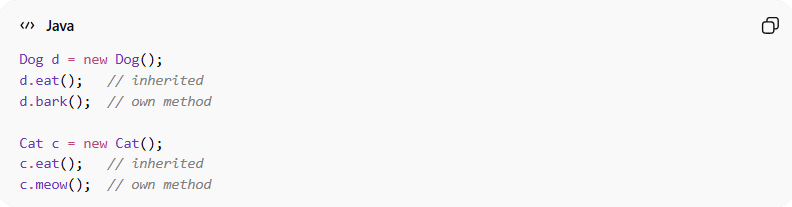 </> Java
Dog d = new Dog();
d.eat();   // inherited
d.bark();  // own method

Cat c = new Cat();
c.eat();   // inherited
c.meow();  // own method